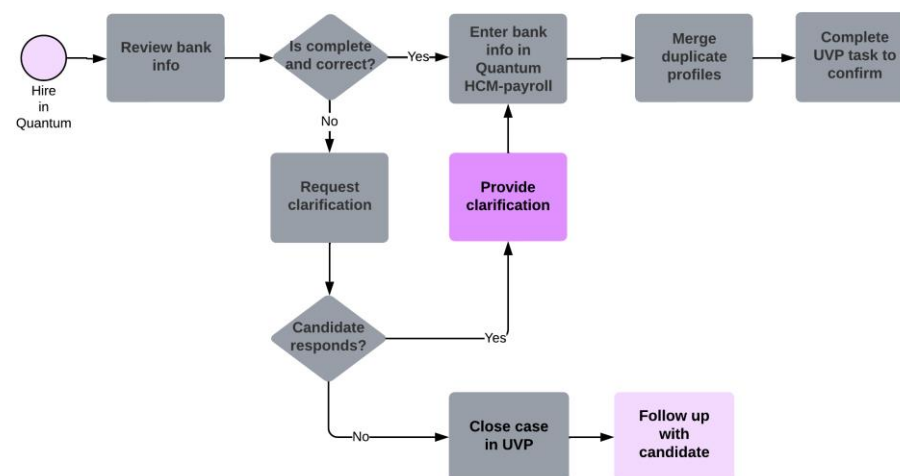 Hire
in
Quantum
Review bank
info
Is complete
and correct?
Yes
Enter bank
info in
Quantum
HCM-payroll
Merge
duplicate
profiles
Complete
UVP task to
confirm
No
Request
clarification
Provide
clarification
Candidate
responds?
Yes
No
Close case
in UVP
Follow up
with
candidate